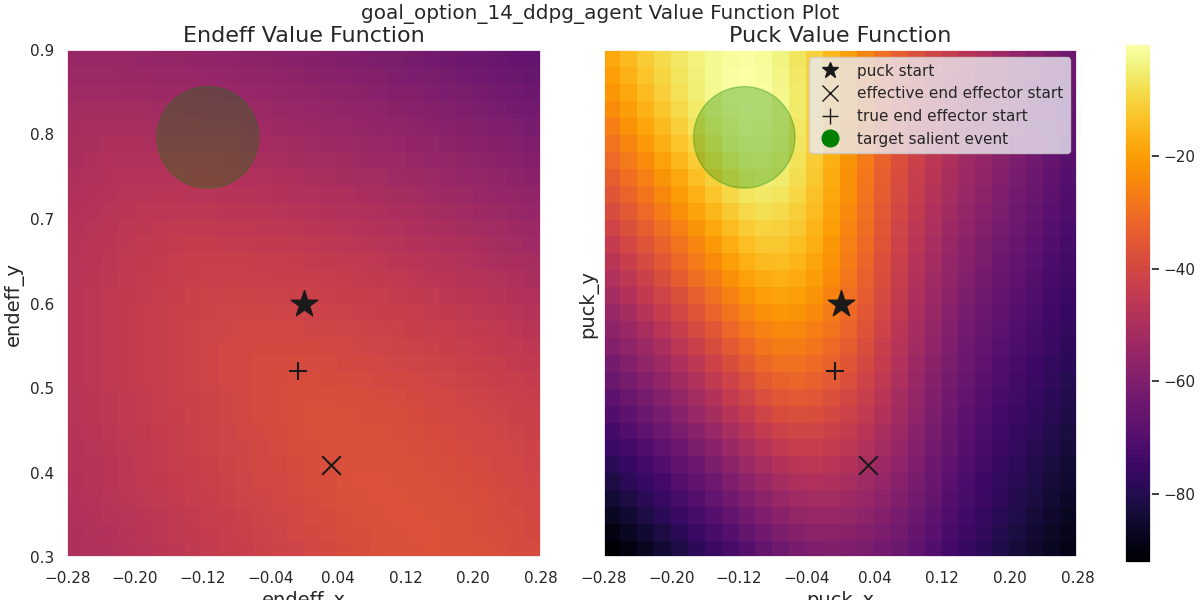 goal_option_14_ddpg_agent Value Function Plot
Endeff Value Function
Puck Value Function
0.9
0.8
0.7
0.6
0.5
0.4
0.3
endeff_y
−0.28 −0.20 −0.12 −0.04 0.04 0.12 0.20 0.28
endeff_x
puck_y
puck start
effective end effector start
true end effector start
target salient event
−0.28 −0.20 −0.12 −0.04 0.04 0.12 0.20 0.28
puck_x
−20
−40
−60
−80